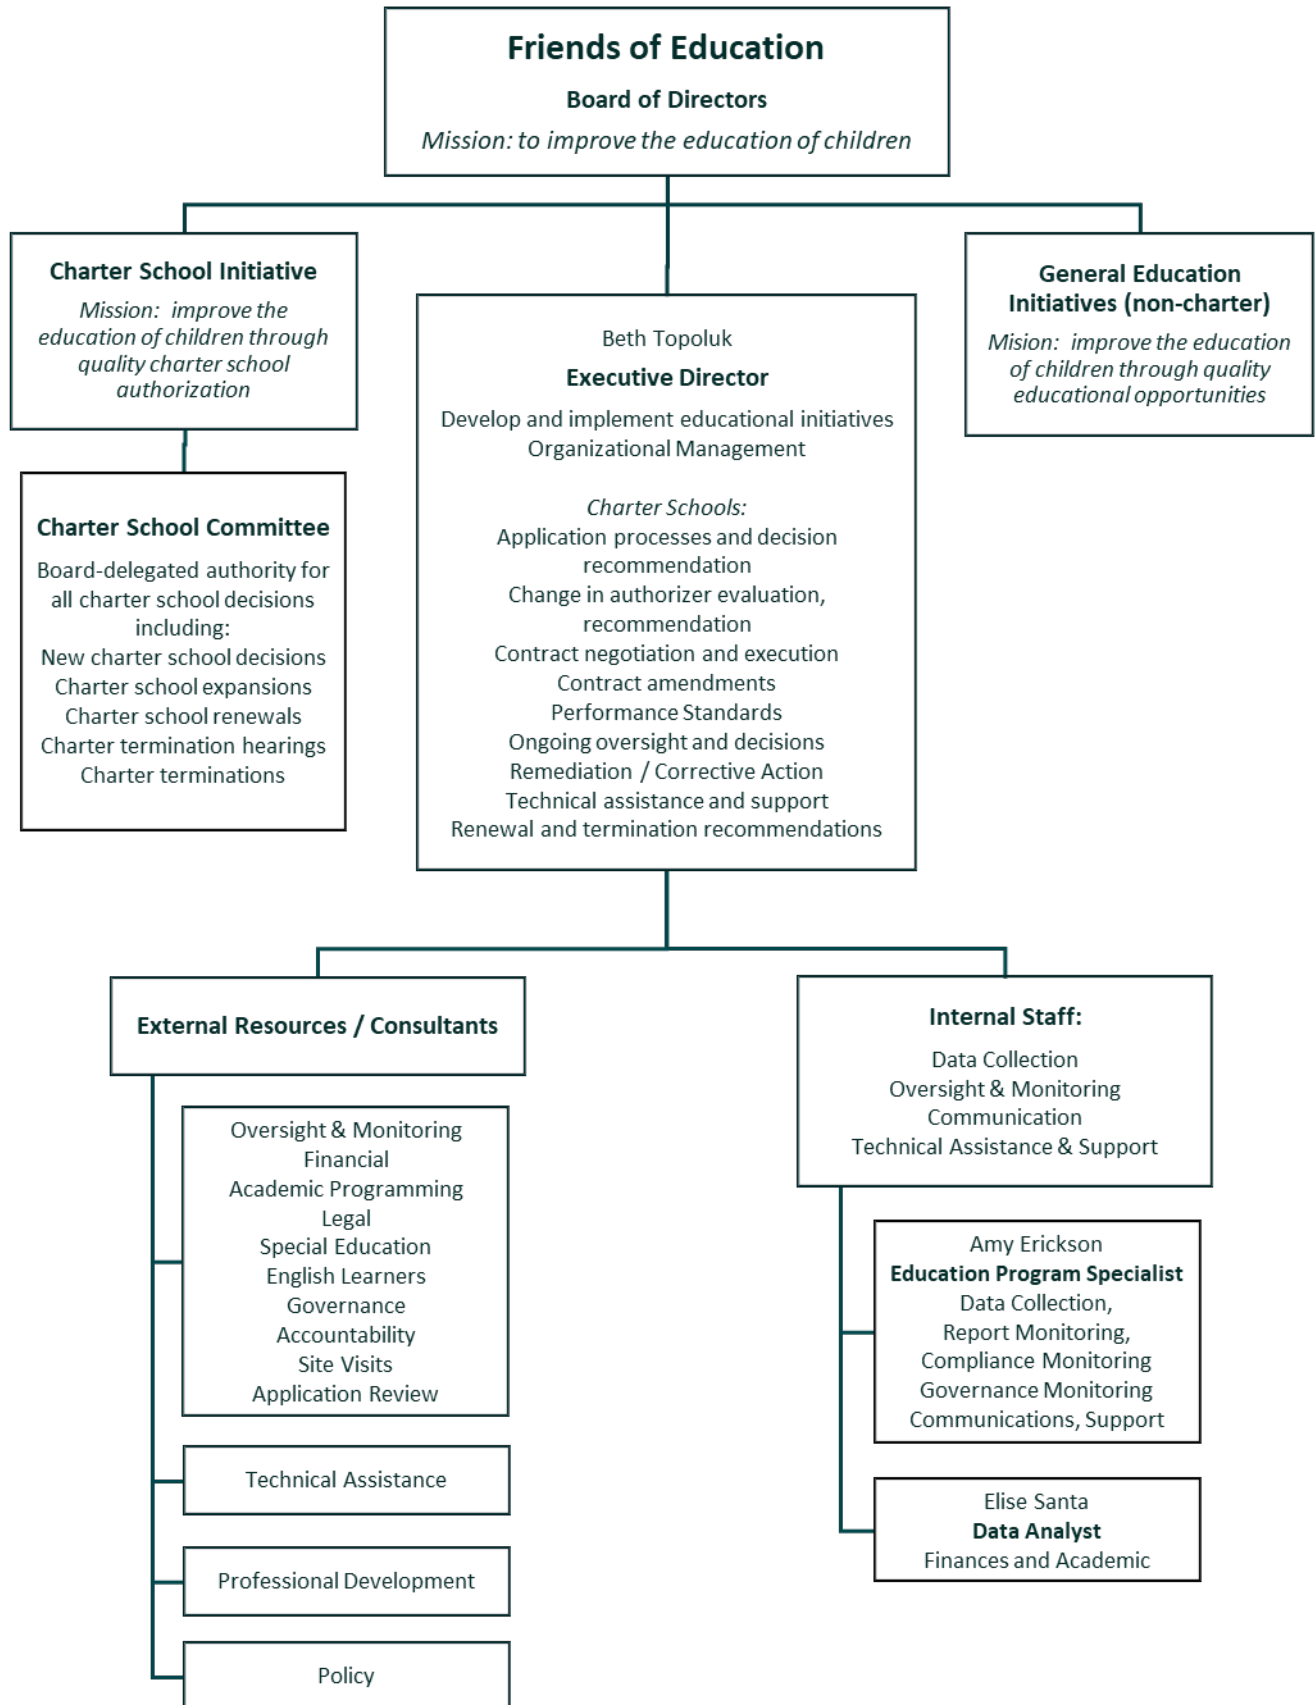 Friends of Education
Board of Directors
Mission: to improve the education of children
Charter School Initiative
Mission: improve the
education of children through
quality charter school
authorization
Charter School Committee
Board-delegated authority for
all charter school decisions
including:
New charter school decisions
Charter school expansions
Charter school renewals
Charter termination hearings
Charter terminations
Beth Topoluk
Executive Director
Develop and implement educational initiatives
Organizational Management
Charter Schools:
Application processes and decision
recommendation
Change in authorizer evaluation,
recommendation
Contract negotiation and execution
Contract amendments
Performance Standards
Ongoing oversight and decisions
Remediation / Corrective Action
Technical assistance and support
Renewal and termination recommendations
General Education
Initiatives (non-charter)
Mision: improve the education
of children through quality
educational opportunities
External Resources / Consultants
Oversight & Monitoring
Financial
Academic Programming
Legal
Special Education
English Learners
Governance
Accountability
Site Visits
Application Review
Technical Assistance
Professional Development
Policy
Internal Staff:
Data Collection
Oversight & Monitoring
Communication
Technical Assistance & Support
Amy Erickson
Education Program Specialist
Data Collection,
Report Monitoring,
Compliance Monitoring
Governance Monitoring
Communications, Support
Elise Santa
Data Analyst
Finances and Academic